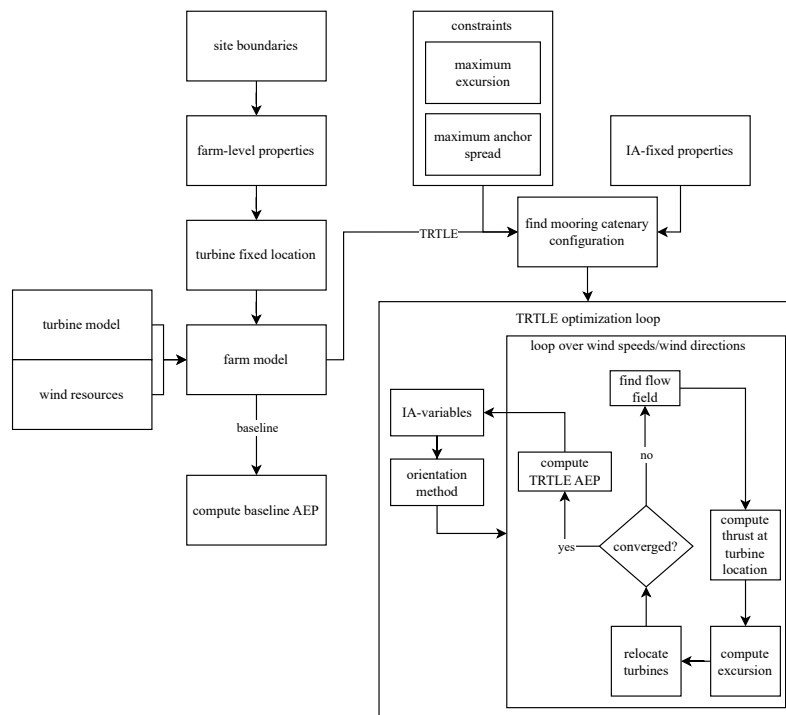 site boundaries
farm-level properties
turbine fixed location
turbine model
wind resources
farm model
baseline
compute baseline AEP
TRTLE
constraints
maximum
excursion
maximum anchor
spread
IA-fixed properties
find mooring catenary
configuration
TRTLE optimization loop
loop over wind speeds/wind directions
IA-variables
orientation
method
compute
TRTLE AEP
find flow
field
no
yes
converged?
compute
thrust at
turbine
location
relocate
turbines
compute
excursion